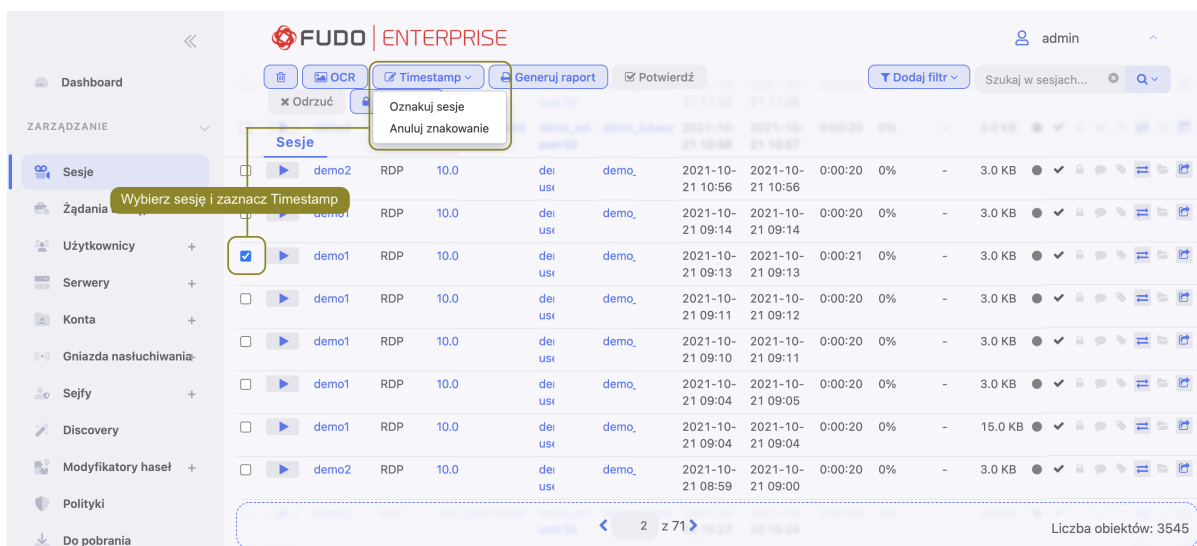 FUDO ENTERPRISE
admin
Dashboard
OCR Timestamp Generuj raport Potwierdź Dodaj filtr Szukaj w sesjach...
Odrzuć
Oznakuj sesje
Anuluj znakowanie
ZARZĄDZANIE
Sesje
Sesje
Wybierz sesję i zaznacz Timestamp
Żądania
Użytkownicy
Serwery
Konta
Gniazda nasłuchiwania
Sejfy
Discovery
Modyfikatory haseł
Polityki
Do pobrania
demo2 RDP 10.0 demo_ 2021-10- 2021-10- 0:00:20 0% - 3.0 KB
use 21 10:56 21 10:56
demo1 RDP 10.0 demo_ 2021-10- 2021-10- 0:00:20 0% - 3.0 KB
use 21 09:14 21 09:14
demo1 RDP 10.0 demo_ 2021-10- 2021-10- 0:00:21 0% - 3.0 KB
use 21 09:13 21 09:13
demo1 RDP 10.0 demo_ 2021-10- 2021-10- 0:00:20 0% - 3.0 KB
use 21 09:11 21 09:12
demo1 RDP 10.0 demo_ 2021-10- 2021-10- 0:00:20 0% - 3.0 KB
use 21 09:10 21 09:11
demo1 RDP 10.0 demo_ 2021-10- 2021-10- 0:00:20 0% - 3.0 KB
use 21 09:04 21 09:05
demo1 RDP 10.0 demo_ 2021-10- 2021-10- 0:00:20 0% - 15.0 KB
use 21 09:04 21 09:04
demo2 RDP 10.0 demo_ 2021-10- 2021-10- 0:00:20 0% - 3.0 KB
use 21 08:59 21 09:00
2 z 71
Liczba obiektów: 3545